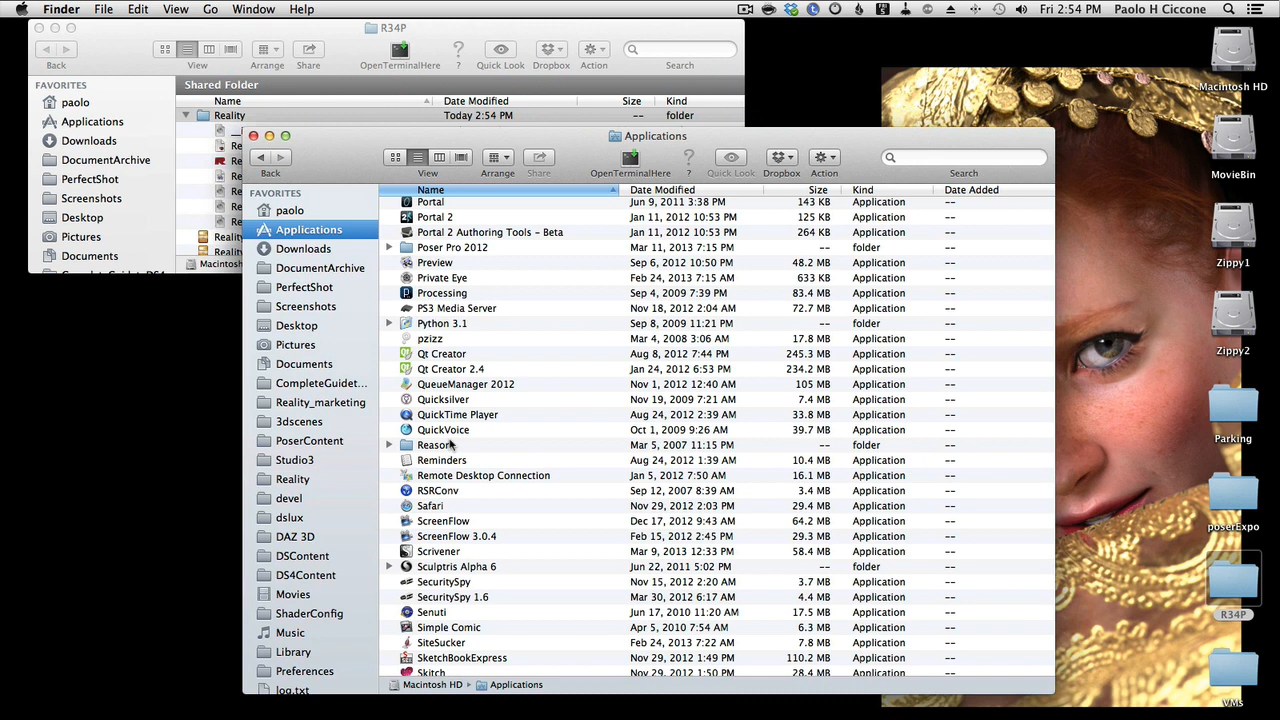 Finder File Edit View Go Window Help Fri 2:54 PM Paolo H Ciccone
R34P
Back View Arrange Share OpenTerminalHere ? Quick Look Dropbox Action Search
FAVORITES
paolo
Applications
Downloads
DocumentArchive
PerfectShot
Screenshots
Desktop
Pictures
Documents
Shared Folder
Name Date Modified Size Kind
Reality Today 2:54 PM -- folder
Macintosh
Applications
Back View Arrange Share OpenTerminalHere ? Quick Look Dropbox Action Search
FAVORITES
paolo
Applications
Downloads
DocumentArchive
PerfectShot
Screenshots
Desktop
Pictures
Documents
CompleteGuidet...
Reality_marketing
3dscenes
PoserContent
Studio3
Reality
devel
dslux
DAZ 3D
DSContent
DS4Content
Movies
ShaderConfig
Music
Library
Preferences
log.txt
Name Date Modified Size Kind Date Added
Portal Jun 9, 2011 3:38 PM 143 KB Application --
Portal 2 Jan 11, 2012 10:53 PM 125 KB Application --
Portal 2 Authoring Tools – Beta Jan 11, 2012 10:53 PM 264 KB Application --
Poser Pro 2012 Mar 11, 2013 7:15 PM -- folder --
Preview Sep 6, 2012 10:50 PM 48.2 MB Application --
Private Eye Feb 24, 2013 7:15 AM 633 KB Application --
Processing Sep 4, 2009 7:39 PM 83.4 MB Application --
PS3 Media Server Nov 18, 2012 2:04 AM 72.7 MB Application --
Python 3.1 Sep 8, 2009 11:21 PM -- folder --
pzizz Mar 4, 2008 3:06 AM 17.8 MB Application --
Qt Creator Aug 8, 2012 7:44 PM 245.3 MB Application --
Qt Creator 2.4 Jan 24, 2012 6:53 PM 234.2 MB Application --
QueueManager 2012 Nov 1, 2012 12:40 AM 105 MB Application --
Quicksilver Nov 19, 2009 7:21 AM 7.4 MB Application --
QuickTime Player Aug 24, 2012 2:39 AM 33.8 MB Application --
QuickVoice Oct 1, 2009 9:26 AM 39.7 MB Application --
Reason Mar 5, 2007 11:15 PM -- folder --
Reminders Aug 24, 2012 1:39 AM 10.4 MB Application --
Remote Desktop Connection Jan 5, 2012 7:50 AM 16.1 MB Application --
RSRConv Sep 12, 2007 8:39 AM 3.4 MB Application --
Safari Nov 29, 2012 2:03 PM 29.4 MB Application --
ScreenFlow Dec 17, 2012 9:43 AM 64.2 MB Application --
ScreenFlow 3.0.4 Feb 15, 2012 2:45 PM 29.3 MB Application --
Scrivener Mar 9, 2013 12:33 PM 58.4 MB Application --
Sculptris Alpha 6 Jun 22, 2011 5:02 PM -- folder --
SecuritySpy Nov 15, 2012 2:20 AM 3.7 MB Application --
SecuritySpy 1.6 Mar 30, 2012 6:17 AM 4.4 MB Application --
Senuti Jun 17, 2010 11:20 AM 17.5 MB Application --
Simple Comic Apr 5, 2010 7:54 AM 6.3 MB Application --
SiteSucker Feb 24, 2013 7:22 AM 7.8 MB Application --
SketchBookExpress Nov 29, 2012 1:49 PM 110.2 MB Application --
Skitch Nov 29, 2012 1:50 PM 28.4 MB Application --
Macintosh HD Applications
Macintosh HD
MovieBin
Zippy1
Zippy2
Parking
poserExpo
R34P
VMs